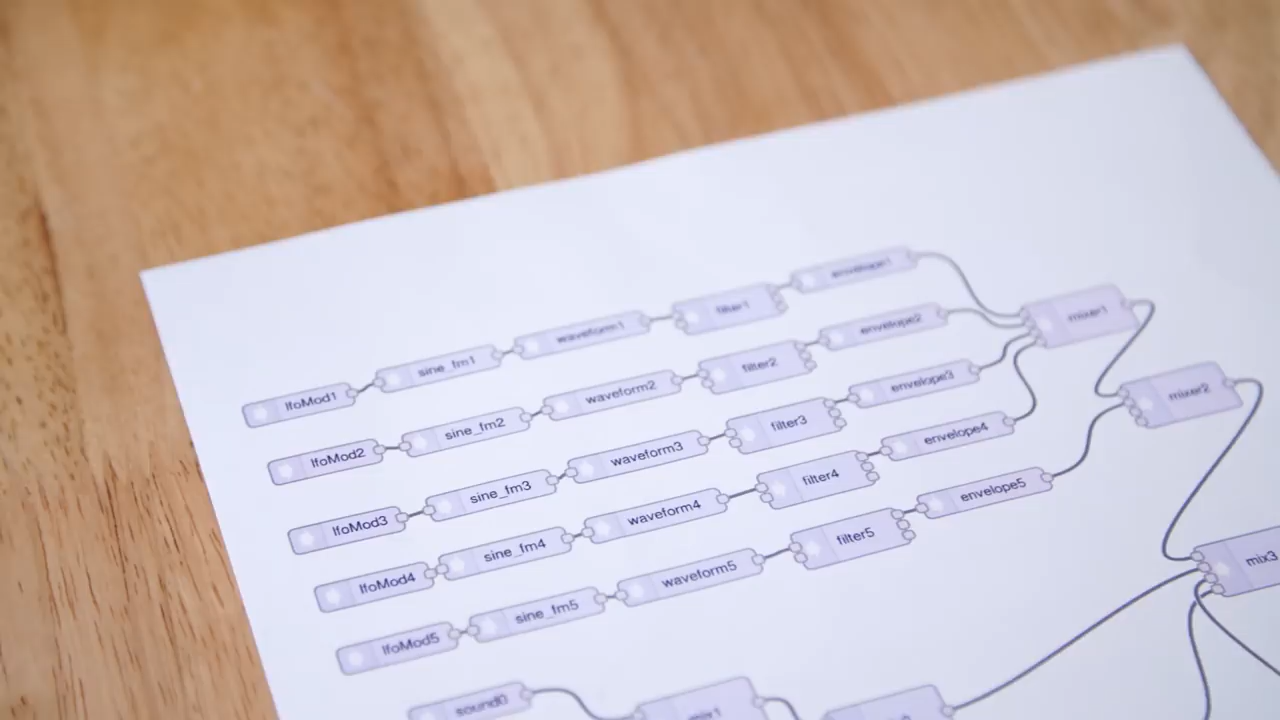 lfoMod1 sine_fm1 waveform1 filter1 envelope1 mixer1
lfoMod2 sine_fm2 waveform2 filter2 envelope2 mixer2
lfoMod3 sine_fm3 waveform3 filter3 envelope3
lfoMod4 sine_fm4 waveform4 filter4 envelope4
lfoMod5 sine_fm5 waveform5 filter5 envelope5 mix3
sound0